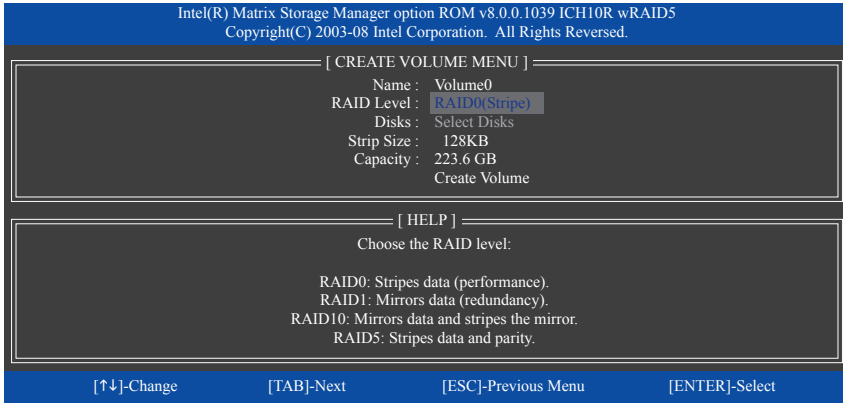 Intel(R) Matrix Storage Manager option ROM v8.0.0.1039 ICH10R wRAID5
Copyright(C) 2003-08 Intel Corporation.  All Rights Reversed.
[ CREATE VOLUME MENU ]
Name : Volume0
RAID Level : RAID0(Stripe)
Disks : Select Disks
Strip Size : 128KB
Capacity : 223.6 GB
Create Volume
[ HELP ]
Choose the RAID level:
RAID0: Stripes data (performance).
RAID1: Mirrors data (redundancy).
RAID10: Mirrors data and stripes the mirror.
RAID5: Stripes data and parity.
[↑↓]-Change [TAB]-Next [ESC]-Previous Menu [ENTER]-Select